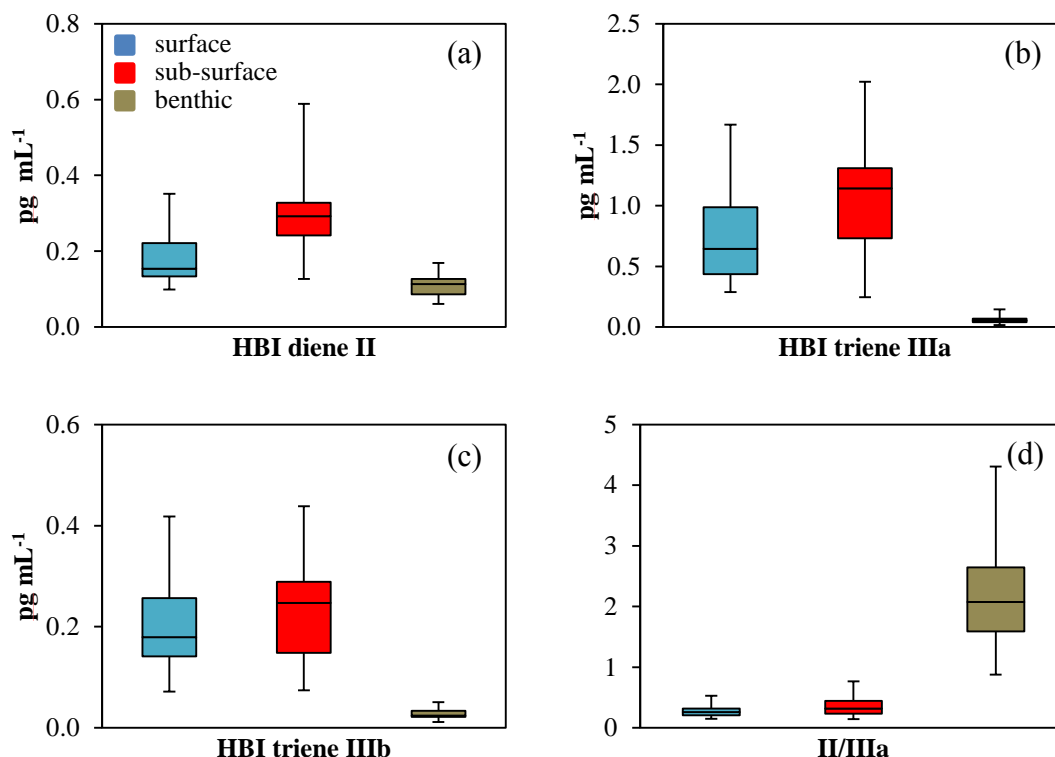 0.8
0.6
0.4
0.2
0.0
pg mL-1
surface
sub-surface
benthic
(a)
HBI diene II
2.5
2.0
1.5
1.0
0.5
0.0
pg mL-1
(b)
HBI triene IIIa
0.6
0.4
0.2
0.0
pg mL-1
(c)
HBI triene IIIb
5
4
3
2
1
0
(d)
II/IIIa